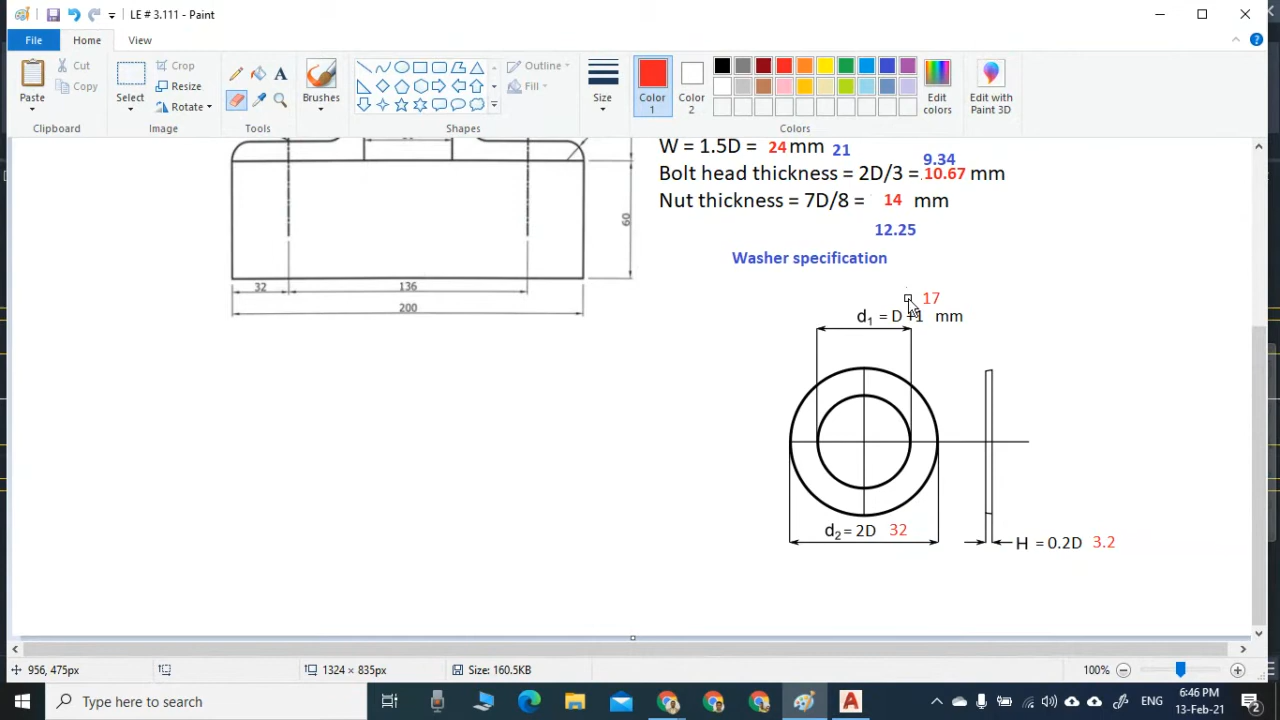 LE # 3.111 - Paint
File Home View
Paste
Cut
Copy
Clipboard
Select
Crop
Resize
Rotate
Image
Tools
Brushes
Outline
Fill
Shapes
Size
Color 1
Color 2
Edit colors
Edit with Paint 3D
Colors
W = 1.5D = 24 mm 21
9.34
Bolt head thickness = 2D/3 = 10.67 mm
Nut thickness = 7D/8 = 14 mm
12.25
60
32
136
200
Washer specification
17
d1 = D +1 mm
d2 = 2D 32
H = 0.2D 3.2
956, 475px
1324 × 835px
Size: 160.5KB
100%
Type here to search
ENG
6:46 PM
13-Feb-21
2